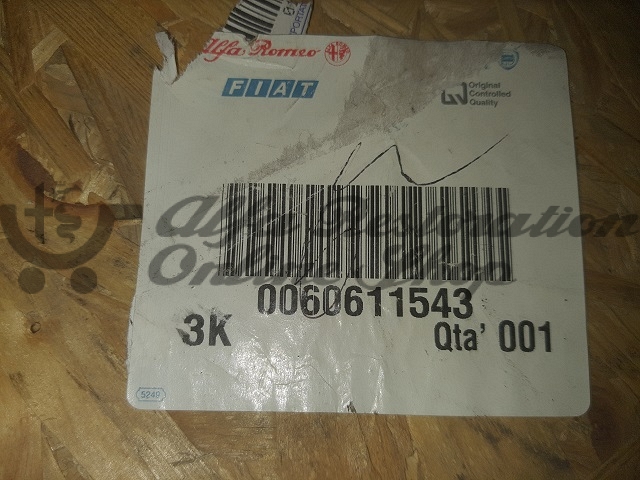 Alfa Romeo
FIAT
Original
Controlled
Quality
Alfa Restoration
Online Shop
0060611543
3K
Qta' 001
5249